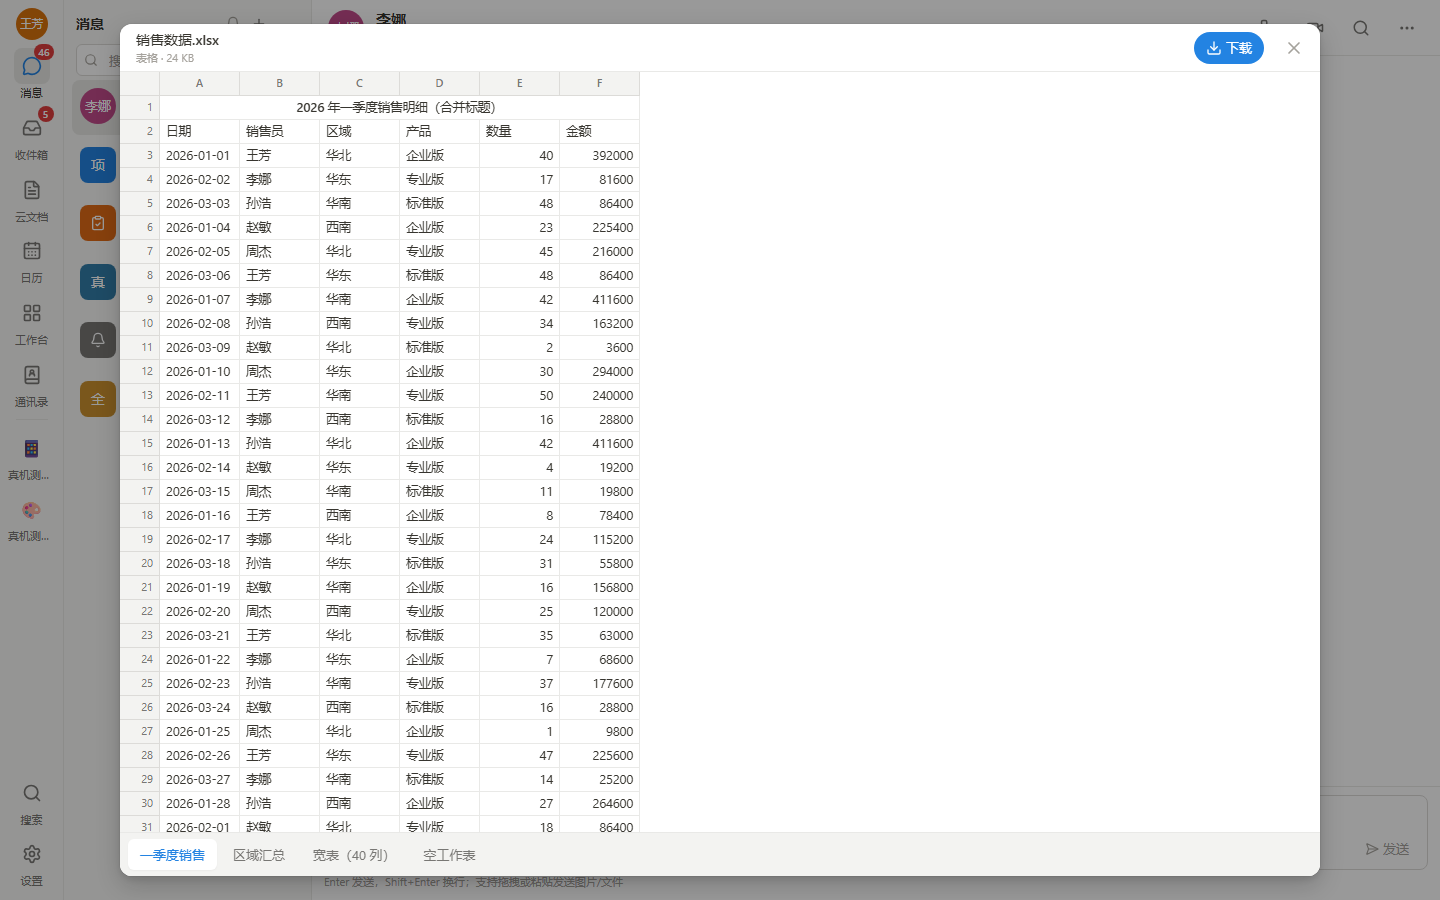 王芳
消息
李娜
销售数据.xlsx
表格 · 24 KB
下载
46
消息
5
收件箱
云文档
日历
工作台
通讯录
真机测...
真机测...
搜索
设置
搜
李娜
项
真
全
A B C D E F
1 2026 年一季度销售明细（合并标题）
2 日期 销售员 区域 产品 数量 金额
3 2026-01-01 王芳 华北 企业版 40 392000
4 2026-02-02 李娜 华东 专业版 17 81600
5 2026-03-03 孙浩 华南 标准版 48 86400
6 2026-01-04 赵敏 西南 企业版 23 225400
7 2026-02-05 周杰 华北 专业版 45 216000
8 2026-03-06 王芳 华东 标准版 48 86400
9 2026-01-07 李娜 华南 企业版 42 411600
10 2026-02-08 孙浩 西南 专业版 34 163200
11 2026-03-09 赵敏 华北 标准版 2 3600
12 2026-01-10 周杰 华东 企业版 30 294000
13 2026-02-11 王芳 华南 专业版 50 240000
14 2026-03-12 李娜 西南 标准版 16 28800
15 2026-01-13 孙浩 华北 企业版 42 411600
16 2026-02-14 赵敏 华东 专业版 4 19200
17 2026-03-15 周杰 华南 标准版 11 19800
18 2026-01-16 王芳 西南 企业版 8 78400
19 2026-02-17 李娜 华北 专业版 24 115200
20 2026-03-18 孙浩 华东 标准版 31 55800
21 2026-01-19 赵敏 华南 企业版 16 156800
22 2026-02-20 周杰 西南 专业版 25 120000
23 2026-03-21 王芳 华北 标准版 35 63000
24 2026-01-22 李娜 华东 企业版 7 68600
25 2026-02-23 孙浩 华南 专业版 37 177600
26 2026-03-24 赵敏 西南 标准版 16 28800
27 2026-01-25 周杰 华北 企业版 1 9800
28 2026-02-26 王芳 华东 专业版 47 225600
29 2026-03-27 李娜 华南 标准版 14 25200
30 2026-01-28 孙浩 西南 企业版 27 264600
31 2026-02-01 赵敏 华北 专业版 18 86400
一季度销售 区域汇总 宽表（40 列） 空工作表
发送
Enter 发送，Shift+Enter 换行；支持拖拽或粘贴发送图片/文件